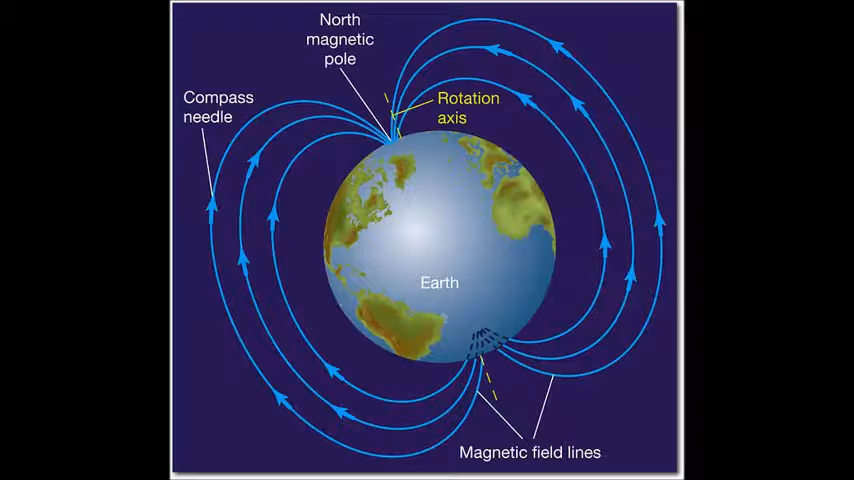 North
magnetic
pole
Compass
needle
Rotation
axis
Earth
Magnetic field lines